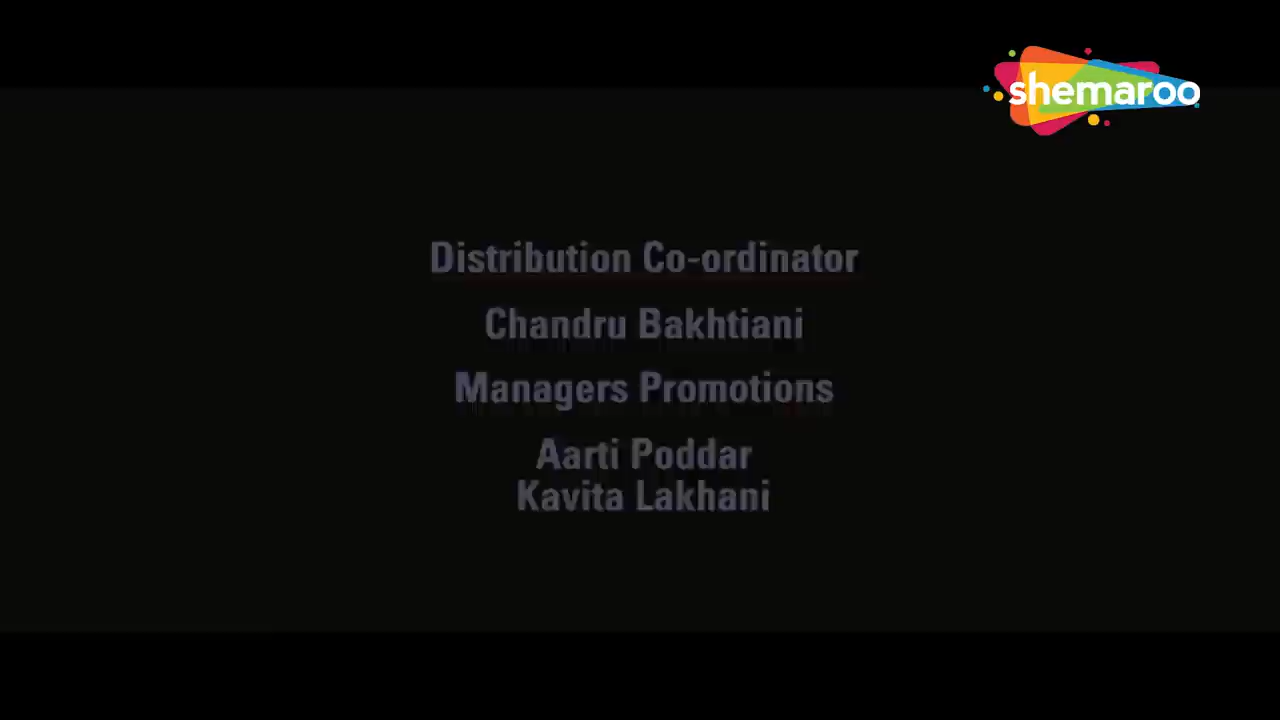 shemaroo
Distribution Co-ordinator
Chandru Bakhtiani
Managers Promotions
Aarti Poddar
Kavita Lakhani